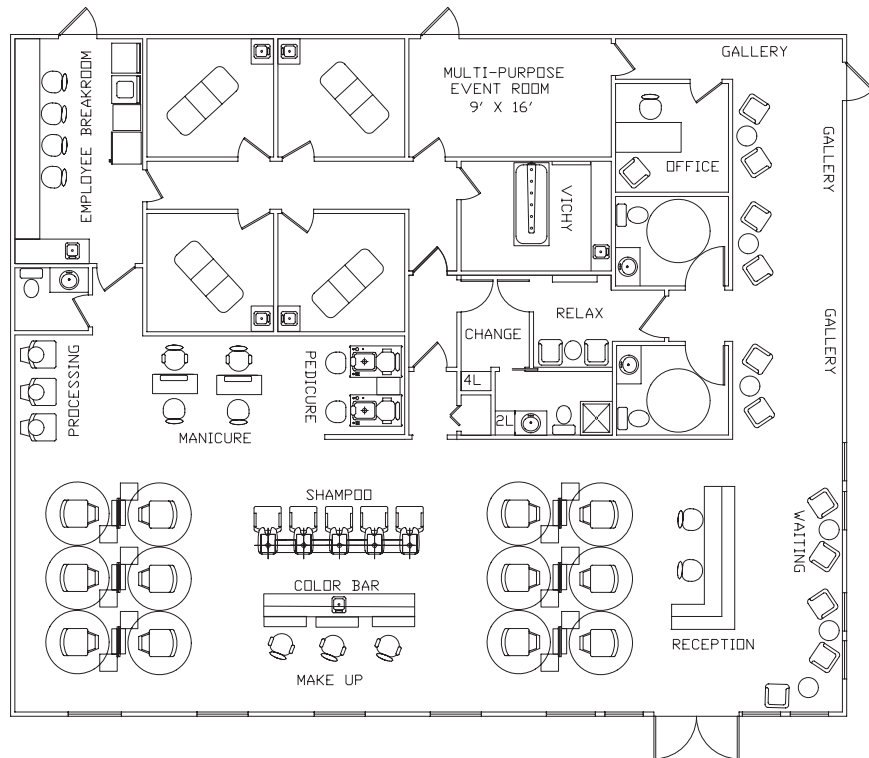 GALLERY
MULTI-PURPOSE
EVENT ROOM
9' X 16'
EMPLOYEE BREAKROOM
OFFICE
GALLERY
VICHY
RELAX
CHANGE
GALLERY
PROCESSING
PEDICURE
4L
MANICURE
2L
SHAMPOO
WAITING
COLOR BAR
RECEPTION
MAKE UP